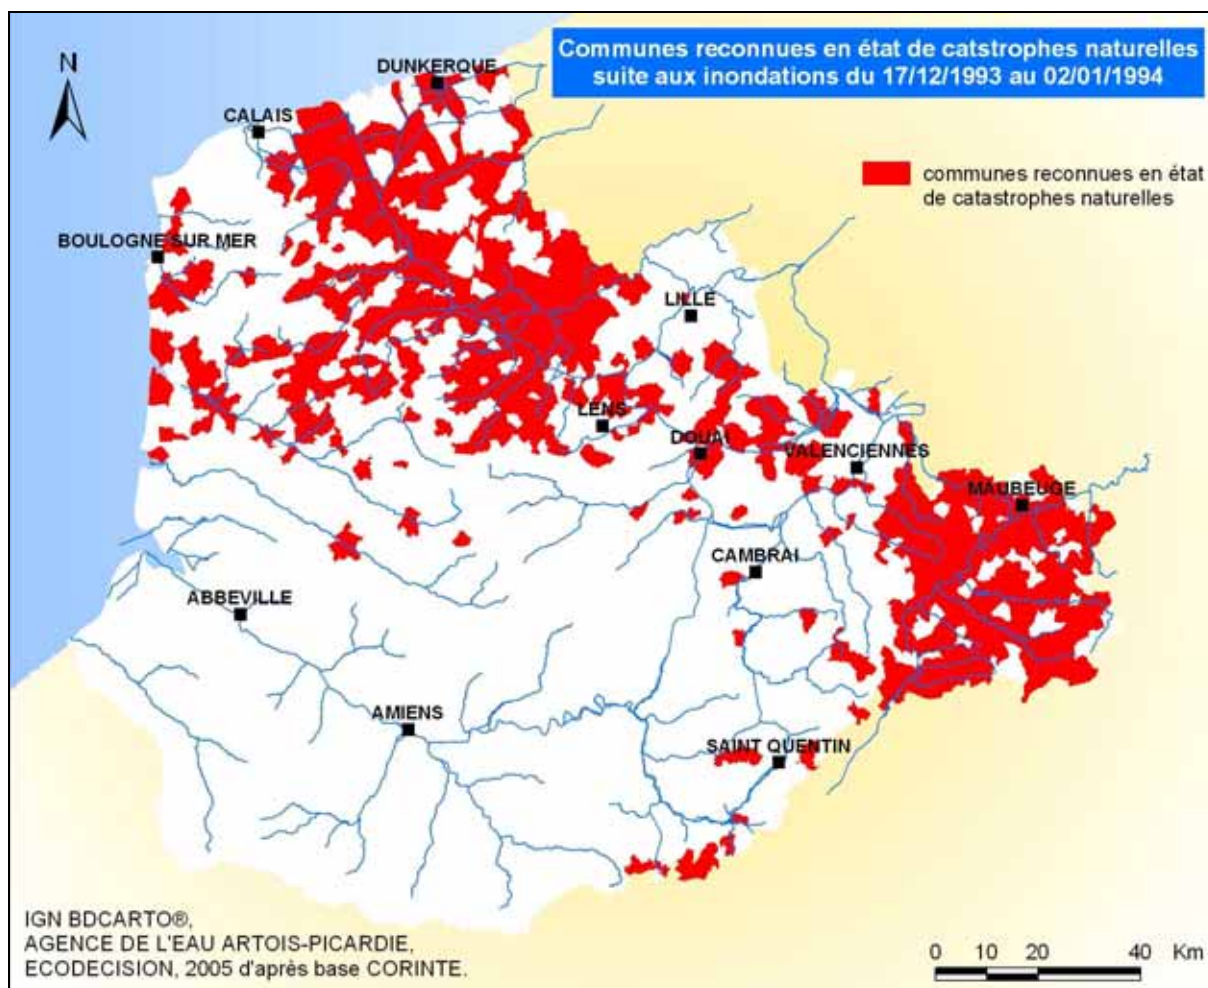 Communes reconnues en état de catstrophes naturelles
suite aux inondations du 17/12/1993 au 02/01/1994
N
DUNKERQUE
CALAIS
communes reconnues en état
de catastrophes naturelles
BOULOGNE SUR MER
LILLE
LENS
DOUAI
VALENCIENNES
MAUBEUGE
CAMBRAI
ABBEVILLE
AMIENS
SAINT QUENTIN
IGN BDCARTO®,
AGENCE DE L'EAU ARTOIS-PICARDIE,
ECODECISION, 2005 d'après base CORINTE.
0 10 20 40 Km